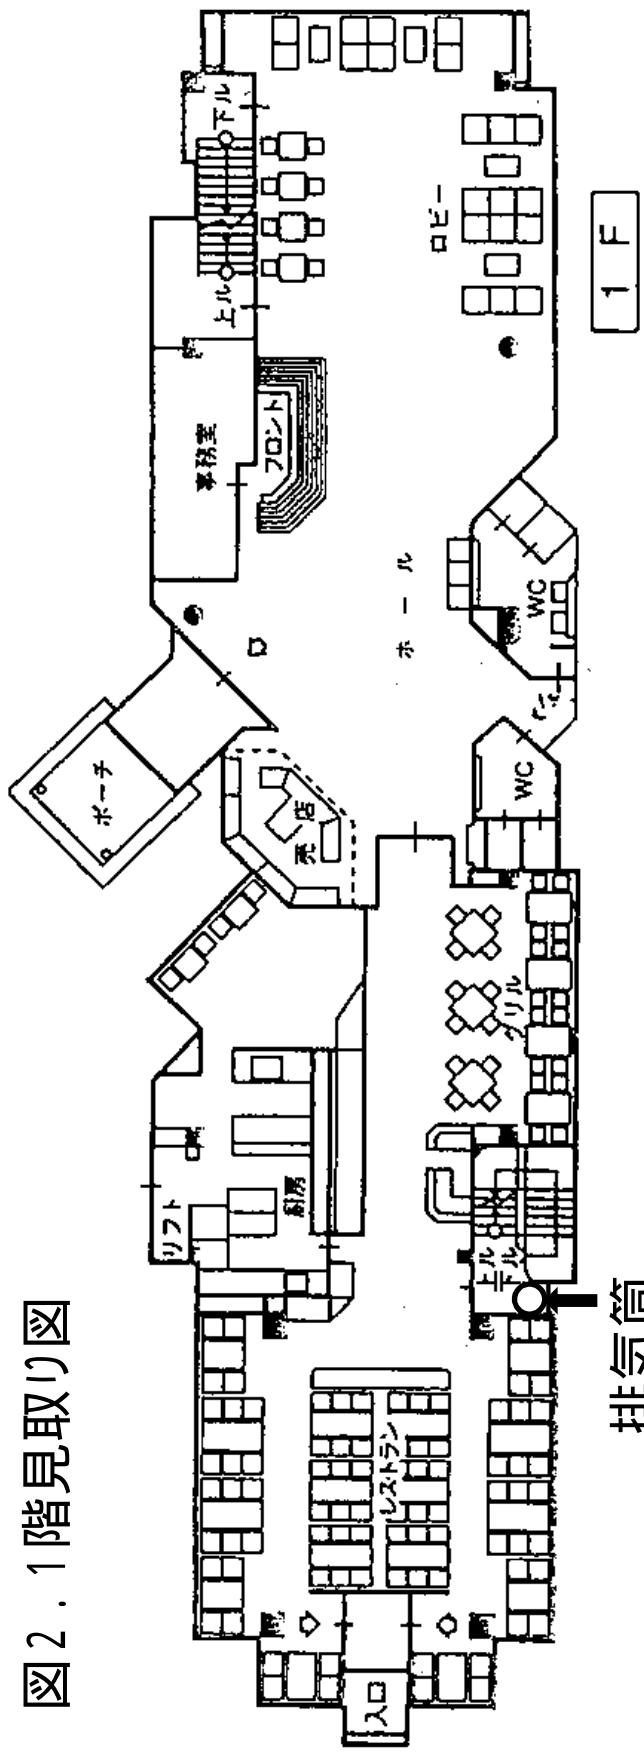 図2．1階見取り図
入口
レストラン
排気筒
上ル
下ル
リフト
厨房
グリル
売店
ポーチ
WC
WC
ホール
事務室
フロント
上ル
下ル
ロビー
1F